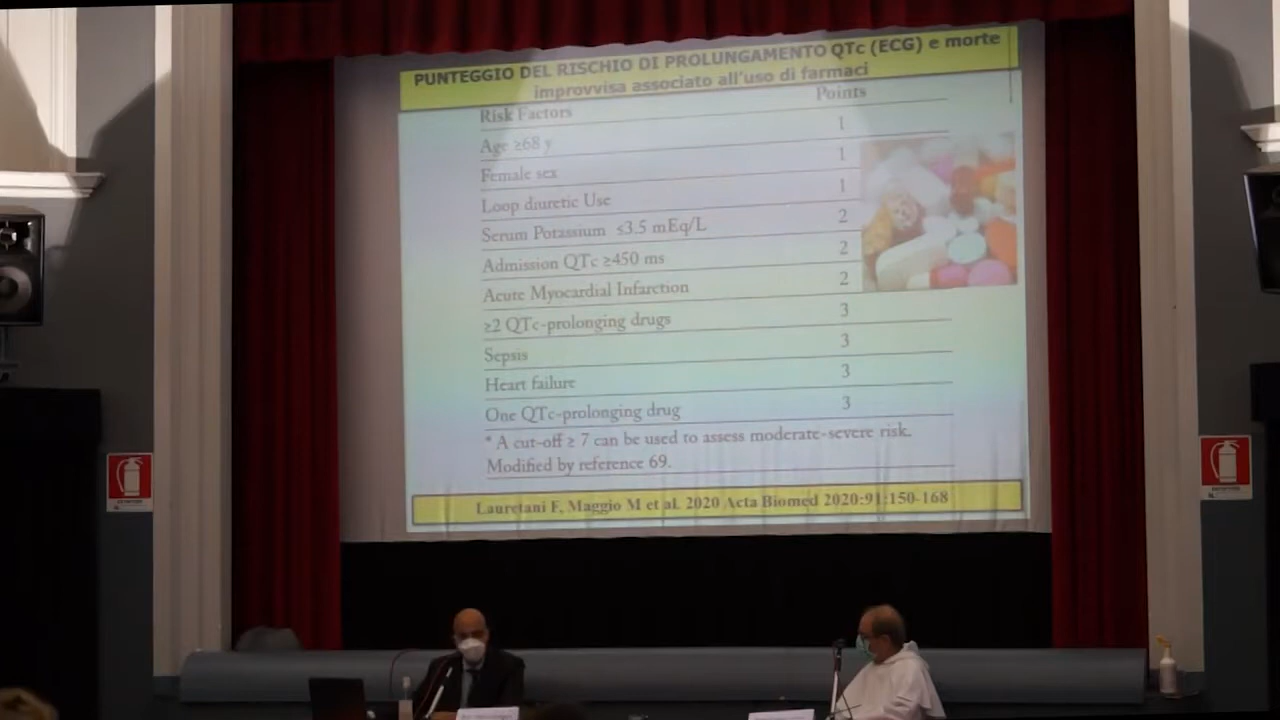 PUNTEGGIO DEL RISCHIO DI PROLUNGAMENTO QTc (ECG) e morte
improvvisa associato all'uso di farmaci
Risk Factors Points
Age ≥68 y 1
Female sex 1
Loop diuretic Use 1
Serum Potassium ≤3.5 mEq/L 2
Admission QTc ≥450 ms 2
Acute Myocardial Infarction 2
≥2 QTc-prolonging drugs 3
Sepsis 3
Heart failure 3
One QTc-prolonging drug 3
* A cut-off ≥ 7 can be used to assess moderate-severe risk.
Modified by reference 69.
Lauretani F, Maggio M et al. 2020 Acta Biomed 2020:91:150-168